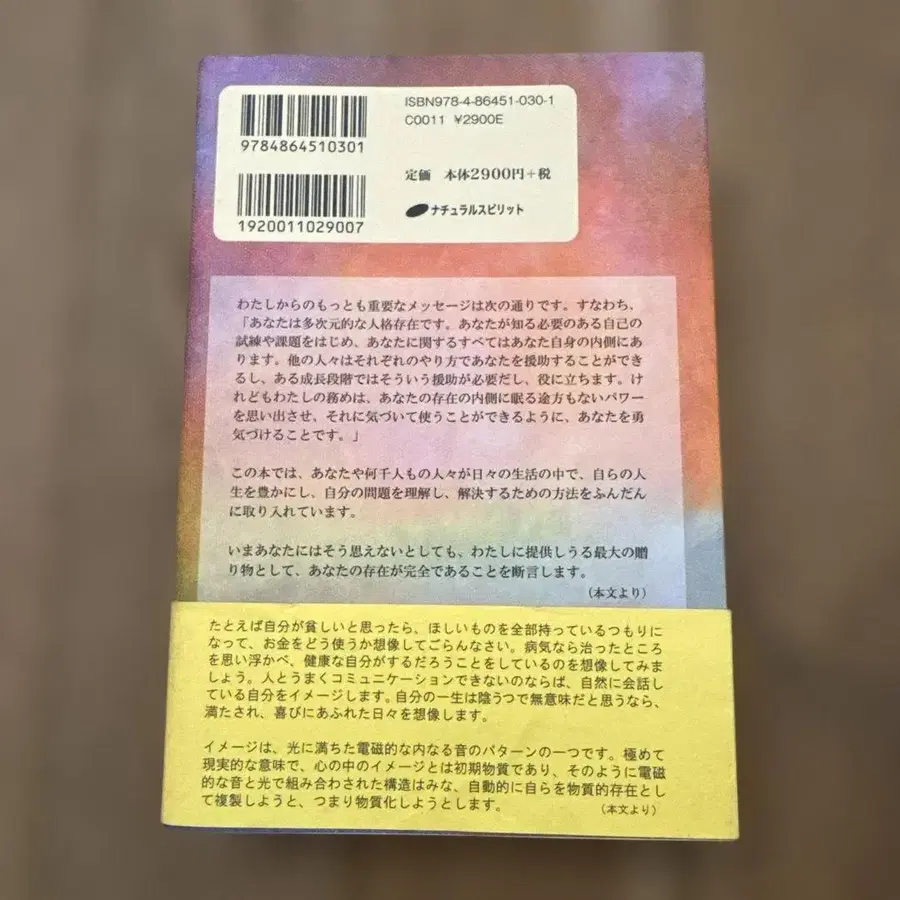 ISBN978-4-86451-030-1
C0011 ¥2900E
9784864510301
定価 本体2900円+税
1920011029007
ナチュラルスピリット
わたしからのもっとも重要なメッセージは次の通りです。すなわち、
「あなたは多次元的な人格存在です。あなたが知る必要のある自己の
試練や課題をはじめ、あなたに関するすべてはあなた自身の内側にあ
ります。他の人々はそれぞれのやり方であなたを援助することができ
るし、ある成長段階ではそういう援助が必要だし、役に立ちます。け
れどもわたしの務めは、あなたの存在の内側に眠る途方もないパワー
を思い出させ、それに気づいて使うことができるように、あなたを勇
気づけることです。」
この本では、あなたや何千人もの人々が日々の生活の中で、自らの人
生を豊かにし、自分の問題を理解し、解決するための方法をふんだん
に取り入れています。
いまあなたにはそう思えないとしても、わたしに提供しうる最大の贈
り物として、あなたの存在が完全であることを断言します。
(本文より)
たとえば自分が貧しいと思ったら、ほしいものを全部持っているつもりに
なって、お金をどう使うか想像してごらんなさい。病気なら治ったところ
を思い浮かべ、健康な自分がするだろうことをしているのを想像してみま
しょう。人とうまくコミュニケーションできないのならば、自然に会話し
ている自分をイメージします。自分の一生は陰うつで無意味だと思うなら、
満たされ、喜びにあふれた日々を想像します。
イメージは、光に満ちた電磁的な内なる音のパターンの一つです。極めて
現実的な意味で、心の中のイメージとは初期物質であり、そのように電磁
的な音と光で組み合わされた構造はみな、自動的に自らを物質的存在とし
て複製しようと、つまり物質化しようとします。
(本文より)